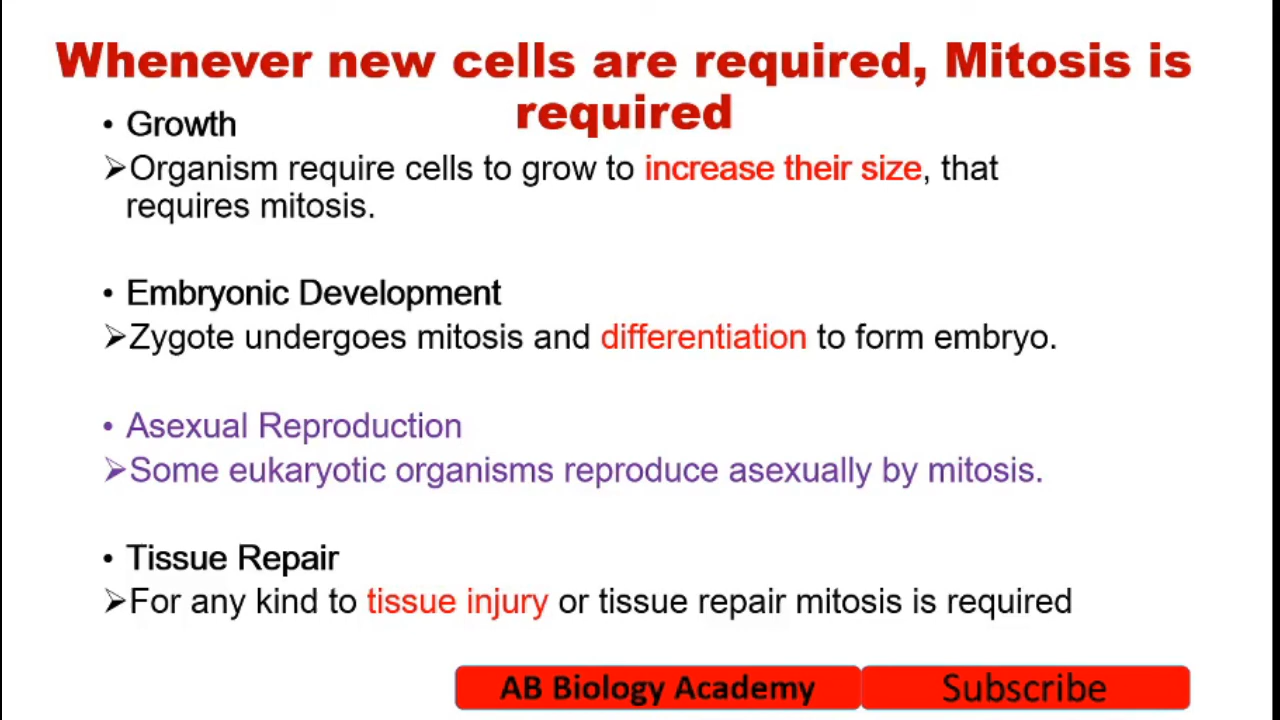 Whenever new cells are required, Mitosis is
required
• Growth
➢Organism require cells to grow to increase their size, that
requires mitosis.
• Embryonic Development
➢Zygote undergoes mitosis and differentiation to form embryo.
• Asexual Reproduction
➢Some eukaryotic organisms reproduce asexually by mitosis.
• Tissue Repair
➢For any kind to tissue injury or tissue repair mitosis is required
AB Biology Academy
Subscribe